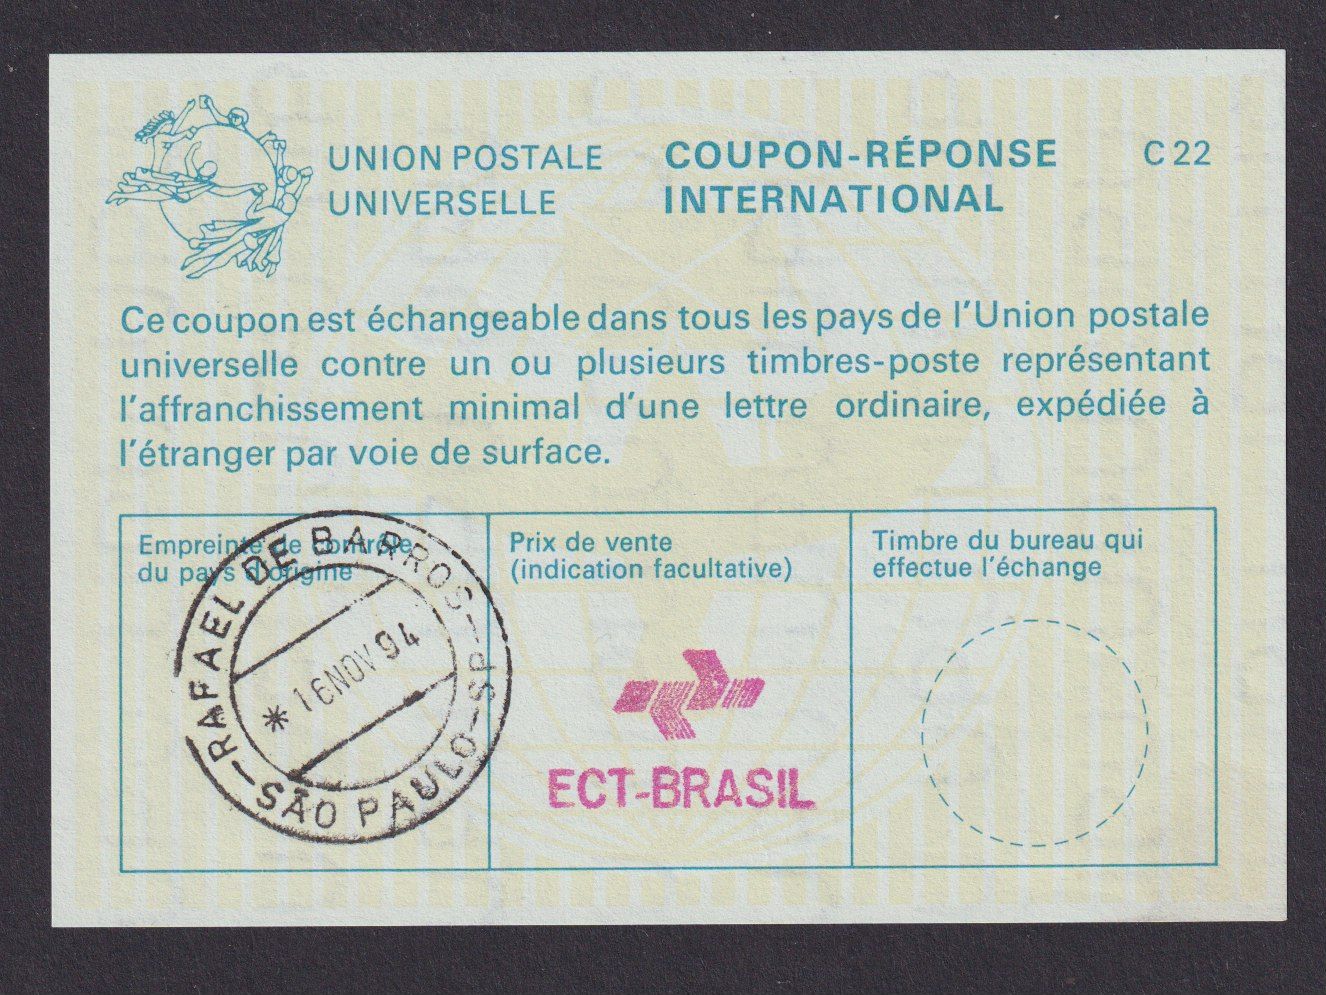 UNION POSTALE
UNIVERSELLE
COUPON-RÉPONSE
INTERNATIONAL
C 22
Ce coupon est échangeable dans tous les pays de l'Union postale
universelle contre un ou plusieurs timbres-poste représentant
l'affranchissement minimal d'une lettre ordinaire, expédiée à
l'étranger par voie de surface.
Empreinte de contrôle
du pays d'origine
RAFAEL DE BARROS-SP-
* 16NOV94
-SÃO PAULO-
Prix de vente
(indication facultative)
ECT-BRASIL
Timbre du bureau qui
effectue l'échange